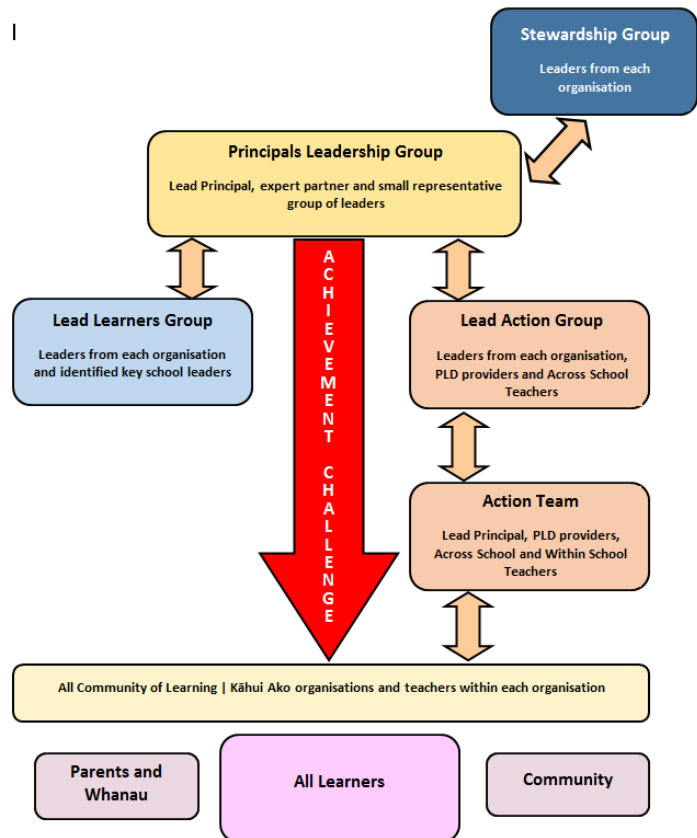 Stewardship Group
Leaders from each
organisation
Principals Leadership Group
Lead Principal, expert partner and small representative
group of leaders
Lead Learners Group
Leaders from each organisation
and identified key school leaders
ACHIEVEMENT CHALLENGE
Lead Action Group
Leaders from each organisation,
PLD providers and Across School
Teachers
Action Team
Lead Principal, PLD providers,
Across School and Within School
Teachers
All Community of Learning | Kāhui Ako organisations and teachers within each organisation
Parents and
Whanau
All Learners
Community